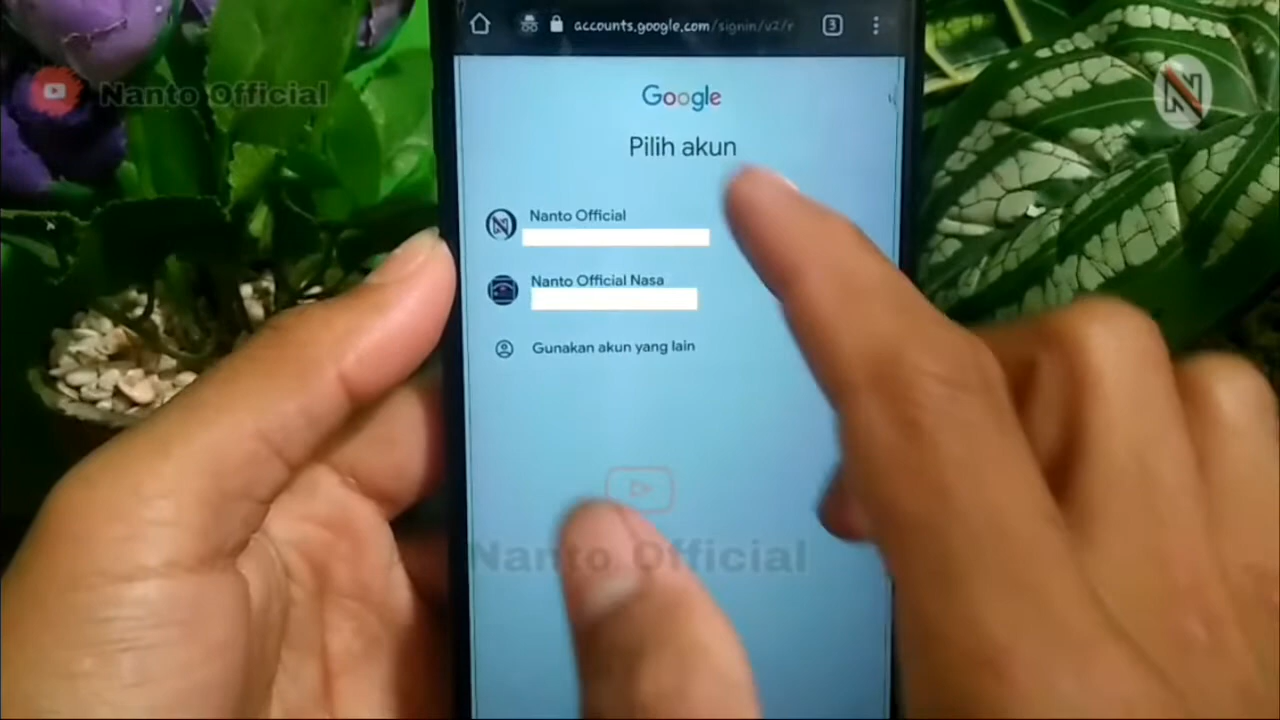 accounts.google.com/signin/v2/r
3
Nanto Official
Google
Pilih akun
Nanto Official
Nanto Official Nasa
Gunakan akun yang lain
Nanto Official